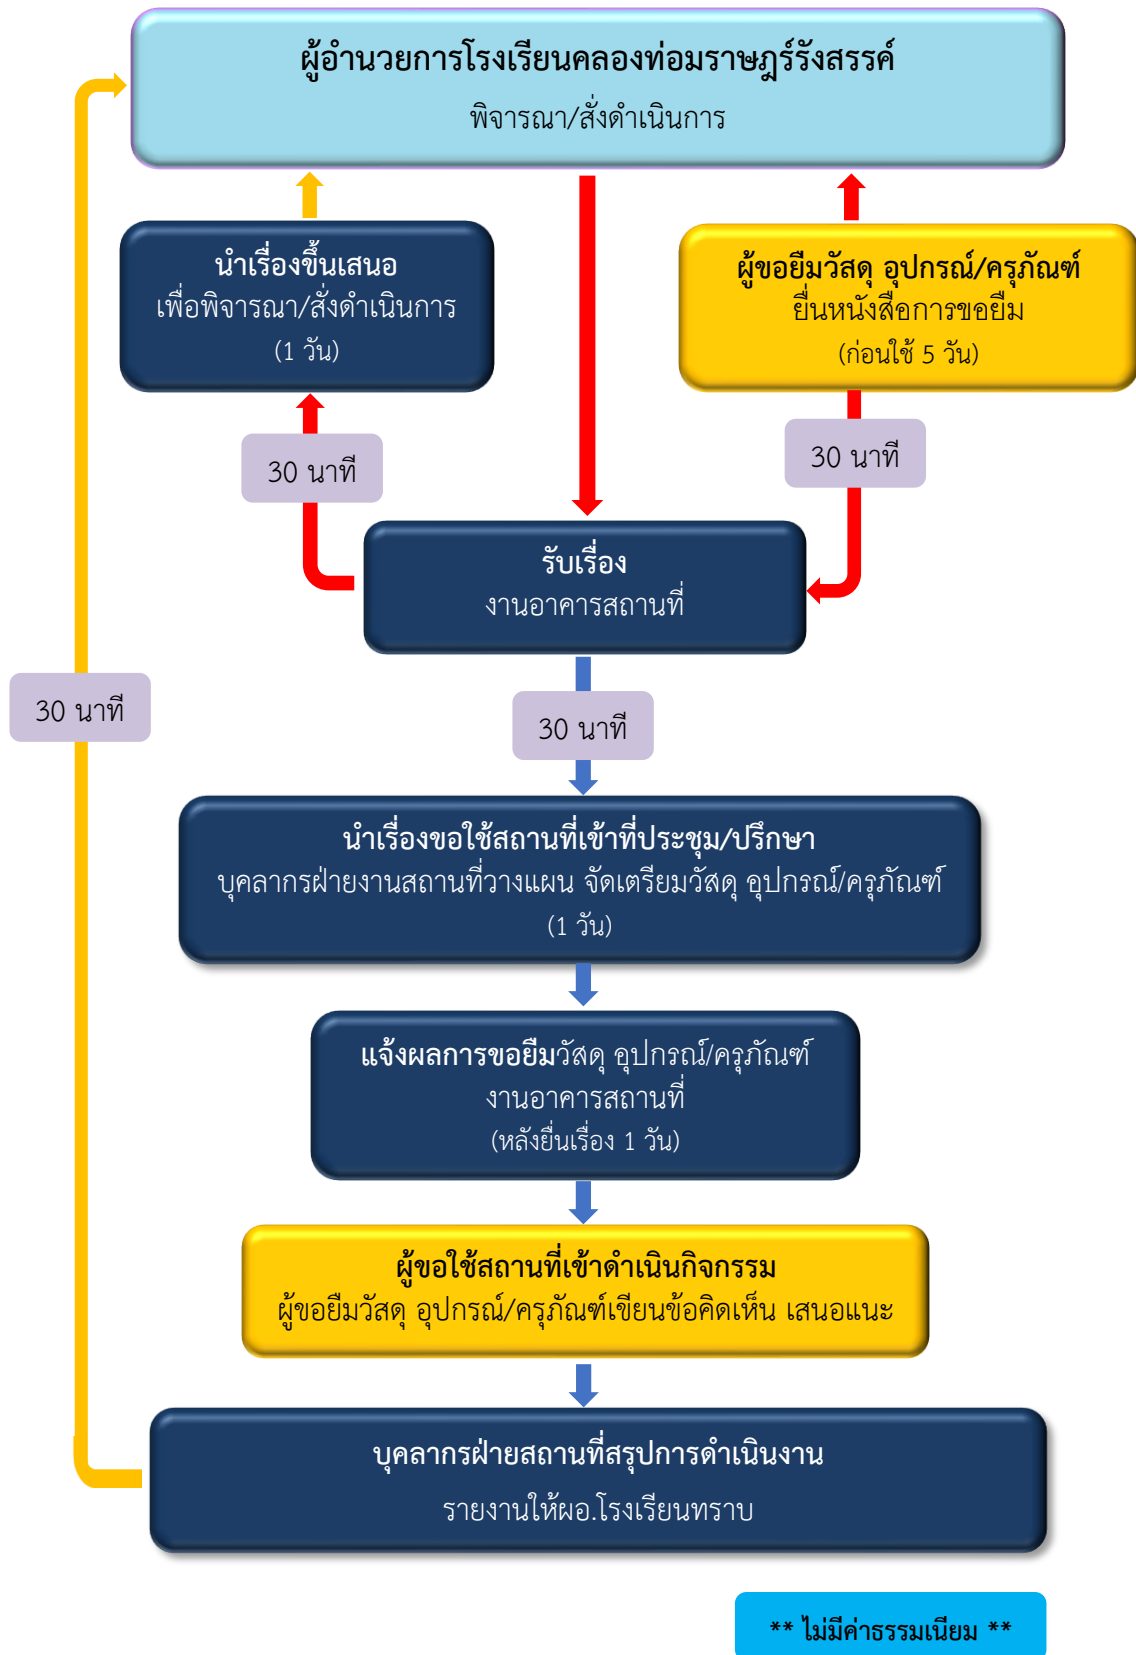 ผู้อำนวยการโรงเรียนคลองท่อมราษฎร์รังสรรค์
พิจารณา/สั่งดำเนินการ
นำเรื่องขึ้นเสนอ
เพื่อพิจารณา/สั่งดำเนินการ
(1 วัน)
ผู้ขอยืมวัสดุ อุปกรณ์/ครุภัณฑ์
ยื่นหนังสือการขอยืม
(ก่อนใช้ 5 วัน)
30 นาที
30 นาที
รับเรื่อง
งานอาคารสถานที่
30 นาที
30 นาที
นำเรื่องขอใช้สถานที่เข้าที่ประชุม/ปรึกษา
บุคลากรฝ่ายงานสถานที่วางแผน จัดเตรียมวัสดุ อุปกรณ์/ครุภัณฑ์
(1 วัน)
แจ้งผลการขอยืมวัสดุ อุปกรณ์/ครุภัณฑ์
งานอาคารสถานที่
(หลังยื่นเรื่อง 1 วัน)
ผู้ขอใช้สถานที่เข้าดำเนินกิจกรรม
ผู้ขอยืมวัสดุ อุปกรณ์/ครุภัณฑ์เขียนข้อคิดเห็น เสนอแนะ
บุคลากรฝ่ายสถานที่สรุปการดำเนินงาน
รายงานให้ผอ.โรงเรียนทราบ
** ไม่มีค่าธรรมเนียม **